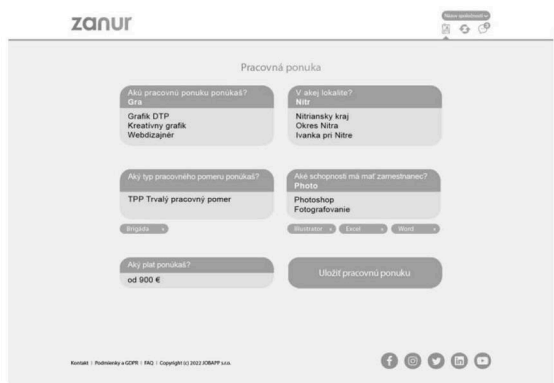 zanur
Názov spoločnosti
Pracovná ponuka
Akú pracovnú ponuku ponúkaš?
Gra
Grafik DTP
Kreatívny grafik
Webdizajnér
V akej lokalite?
Nitr
Nitriansky kraj
Okres Nitra
Ivanka pri Nitre
Aký typ pracovného pomeru ponúkaš?
TPP Trvalý pracovný pomer
Brigáda x
Aké schopnosti má mať zamestnanec?
Photo
Photoshop
Fotografovanie
Illustrator x Excel x Word x
Aký plat ponúkaš?
od 900 €
Uložiť pracovnú ponuku
Kontakt | Podmienky a GDPR | FAQ | Copyright (c) 2022 JOBAPP s.r.o.